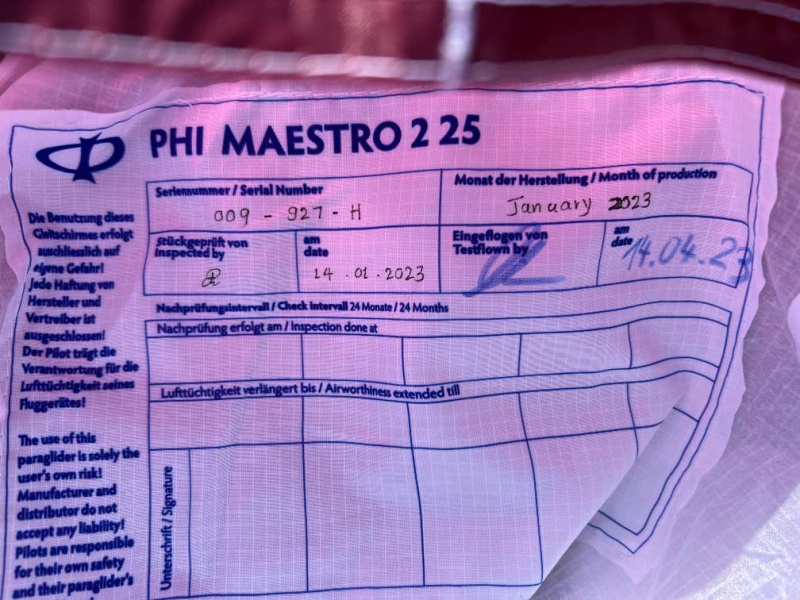 PHI MAESTRO 2 25
Seriennummer / Serial Number
009 - 927 - H
Monat der Herstellung / Month of production
January 2023
Stückgeprüft von
Inspected by
am
date
14.01.2023
Eingeflogen von
Testflown by
am
date
14.04.23
Nachprüfungsintervall / Check Intervall 24 Monate / 24 Months
Nachprüfung erfolgt am / Inspection done at
Lufttüchtigkeit verlängert bis / Airworthiness extended till
Unterschrift / Signature
Die Benutzung dieses
Gleitschirmes erfolgt
ausschliesslich auf
eigene Gefahr!
Jede Haftung von
Hersteller und
Vertreiber ist
ausgeschlossen!
Der Pilot trägt die
Verantwortung für die
Lufttüchtigkeit seines
Fluggerätes!
The use of this
paraglider is solely the
user's own risk!
Manufacturer and
distributor do not
accept any liability!
Pilots are responsible
for their own safety
and their paraglider's